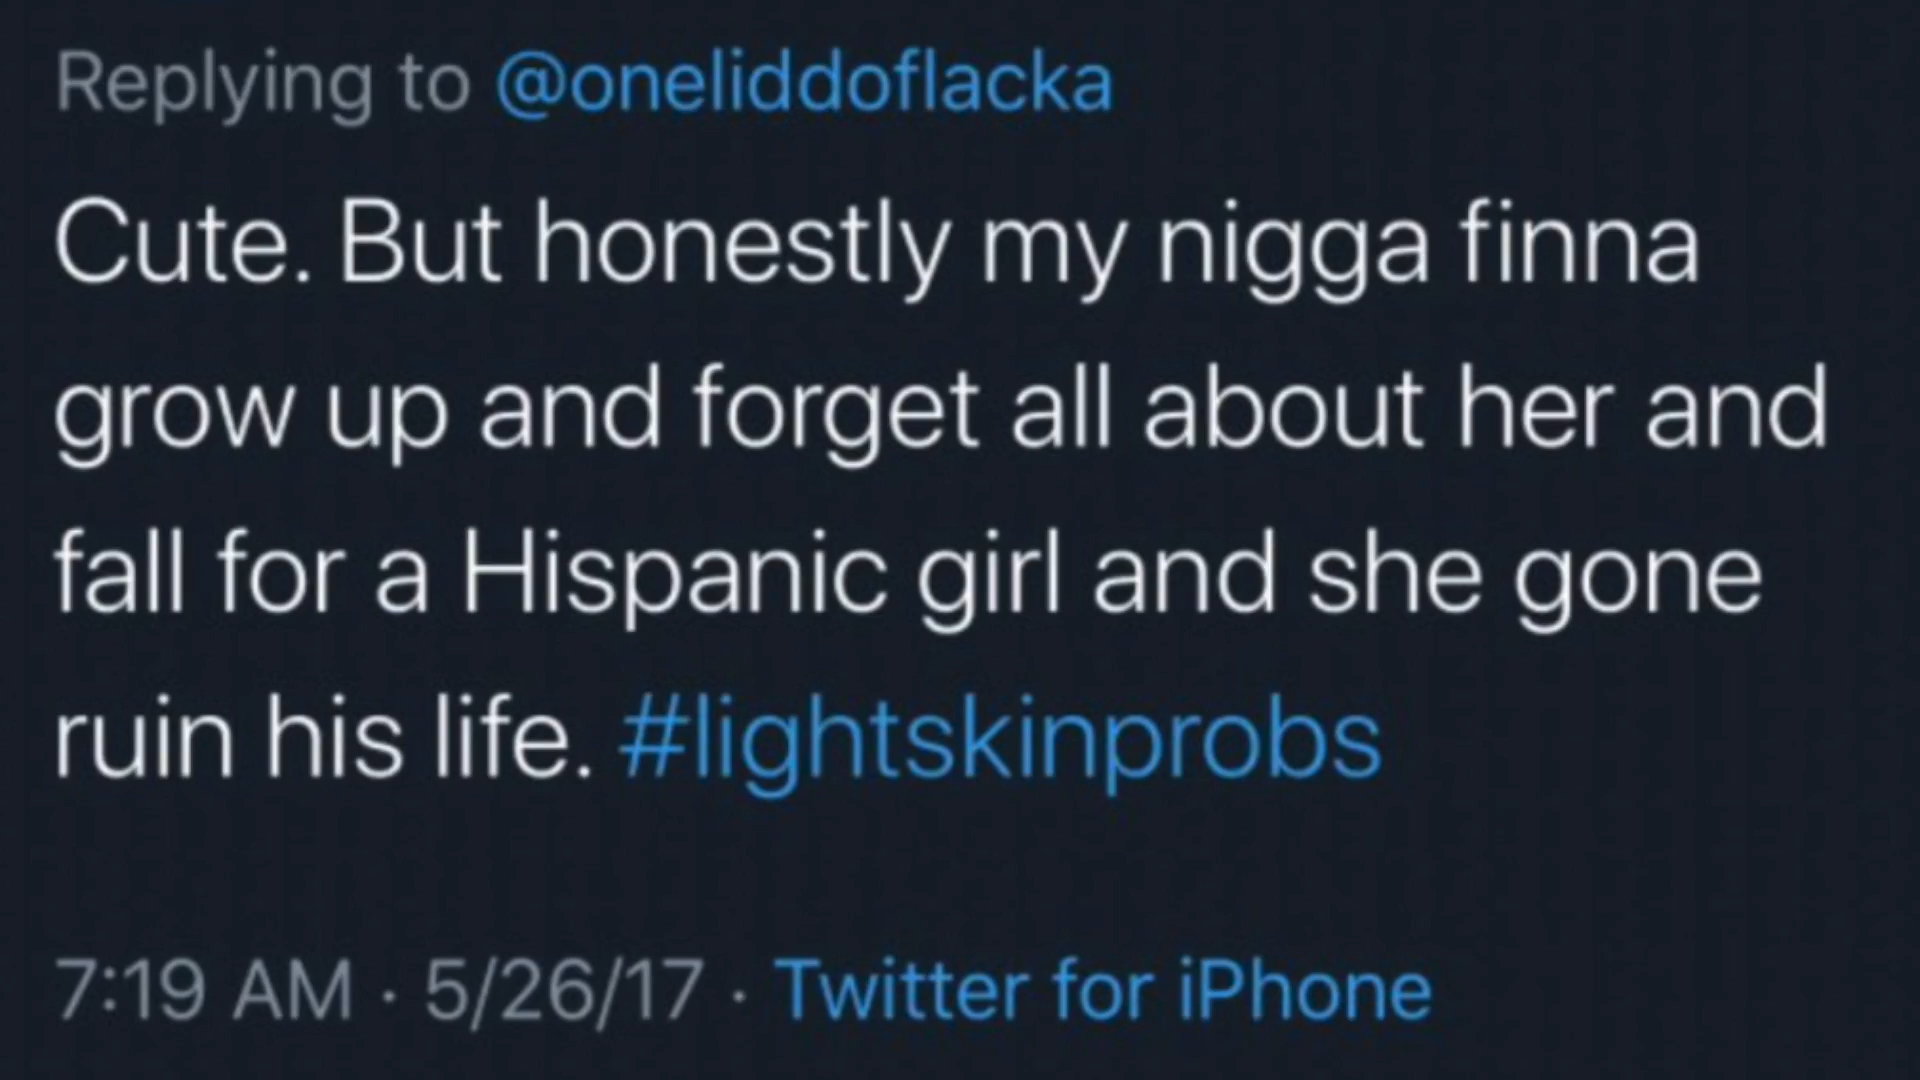 Replying to @oneliddoflacka
Cute. But honestly my nigga finna
grow up and forget all about her and
fall for a Hispanic girl and she gone
ruin his life. #lightskinprobs
7:19 AM · 5/26/17 · Twitter for iPhone